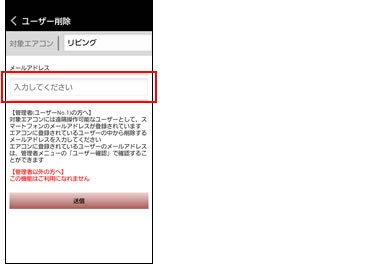 ユーザー削除
対象エアコン リビング
メールアドレス
入力してください
【管理者(ユーザーNo.1)の方へ】
対象エアコンには遠隔操作可能なユーザーとして、ス
マートフォンのメールアドレスが登録されています
エアコンに登録されているユーザーの中から削除する
メールアドレスを入力してください
エアコンに登録されているユーザーのメールアドレス
は、管理者メニューの「ユーザー確認」で確認するこ
とができます
【管理者以外の方へ】
この機能はご利用になれません
送信